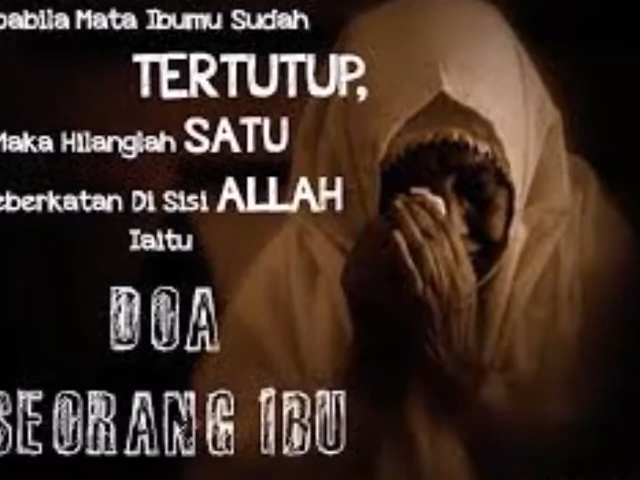 pabila Mata Ibumu Sudah
TERTUTUP,
Maka Hilanglah SATU
eberkatan Di Sisi ALLAH
Iaitu
DOA
SEORANG IBU